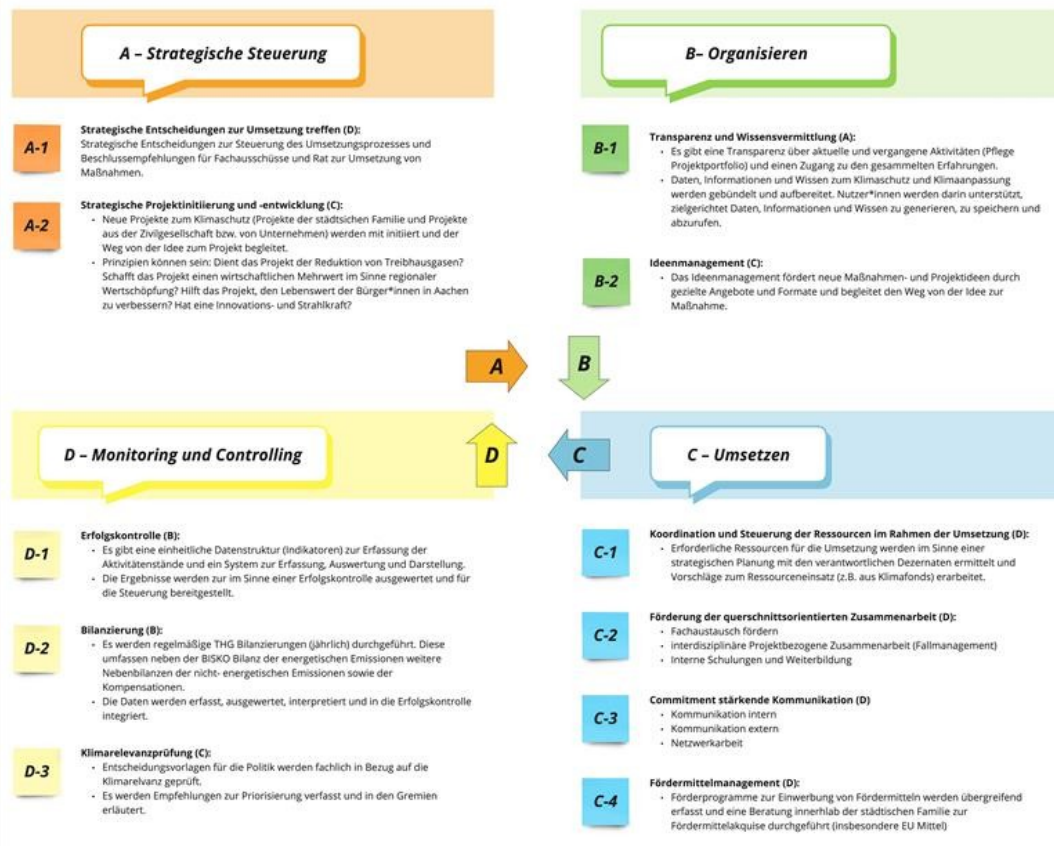 A – Strategische Steuerung
A-1
Strategische Entscheidungen zur Umsetzung treffen (D):
Strategische Entscheidungen zur Steuerung des Umsetzungsprozesses und
Beschlussempfehlungen für Fachausschüsse und Rat zur Umsetzung von
Maßnahmen.
A-2
Strategische Projektinitiierung und -entwicklung (C):
• Neue Projekte zum Klimaschutz (Projekte der städtsichen Familie und Projekte
aus der Zivilgesellschaft bzw. von Unternehmen) werden mit initiiert und der
Weg von der Idee zum Projekt begleitet.
• Prinzipien können sein: Dient das Projekt der Reduktion von Treibhausgasen?
Schafft das Projekt einen wirtschaftlichen Mehrwert im Sinne regionaler
Wertschöpfung? Hilft das Projekt, den Lebenswert der Bürger*innen in Aachen
zu verbessern? Hat eine Innovations- und Strahlkraft?
B– Organisieren
B-1
Transparenz und Wissensvermittlung (A):
• Es gibt eine Transparenz über aktuelle und vergangene Aktivitäten (Pflege
Projektportfolio) und einen Zugang zu den gesammelten Erfahrungen.
• Daten, Informationen und Wissen zum Klimaschutz und Klimaanpassung
werden gebündelt und aufbereitet. Nutzer*innen werden darin unterstützt,
zielgerichtet Daten, Informationen und Wissen zu generieren, zu speichern und
abzurufen.
B-2
Ideenmanagement (C):
• Das Ideenmanagement fördert neue Maßnahmen- und Projektideen durch
gezielte Angebote und Formate und begleitet den Weg von der Idee zur
Maßnahme.
A
B
D
C
D – Monitoring und Controlling
D-1
Erfolgskontrolle (B):
• Es gibt eine einheitliche Datenstruktur (Indikatoren) zur Erfassung der
Aktivitätenstände und ein System zur Erfassung, Auswertung und Darstellung.
• Die Ergebnisse werden zur im Sinne einer Erfolgskontrolle ausgewertet und für
die Steuerung bereitgestellt.
D-2
Bilanzierung (B):
• Es werden regelmäßige THG Bilanzierungen (jährlich) durchgeführt. Diese
umfassen neben der BISKO Bilanz der energetischen Emissionen weitere
Nebenbilanzen der nicht- energetischen Emissionen sowie der
Kompensationen.
• Die Daten werden erfasst, ausgewertet, interpretiert und in die Erfolgskontrolle
integriert.
D-3
Klimarelevanzprüfung (C):
• Entscheidungsvorlagen für die Politik werden fachlich in Bezug auf die
Klimarelvanz geprüft.
• Es werden Empfehlungen zur Priorisierung verfasst und in den Gremien
erläutert.
C – Umsetzen
C-1
Koordination und Steuerung der Ressourcen im Rahmen der Umsetzung (D):
• Erforderliche Ressourcen für die Umsetzung werden im Sinne einer
strategischen Planung mit den verantwortlichen Dezernaten ermittelt und
Vorschläge zum Ressourceneinsatz (z.B. aus Klimafonds) erarbeitet.
C-2
Förderung der querschnittsorientierten Zusammenarbeit (D):
• Fachaustausch fördern
• interdisziplinäre Projektbezogene Zusammenarbeit (Fallmanagement)
• Interne Schulungen und Weiterbildung
C-3
Commitment stärkende Kommunikation (D)
• Kommunikation intern
• Kommunikation extern
• Netzwerkarbeit
C-4
Fördermittelmanagement (D):
• Förderprogramme zur Einwerbung von Fördermitteln werden übergreifend
erfasst und eine Beratung innerhlab der städtischen Familie zur
Fördermittelakquise durchgeführt (insbesondere EU Mittel)